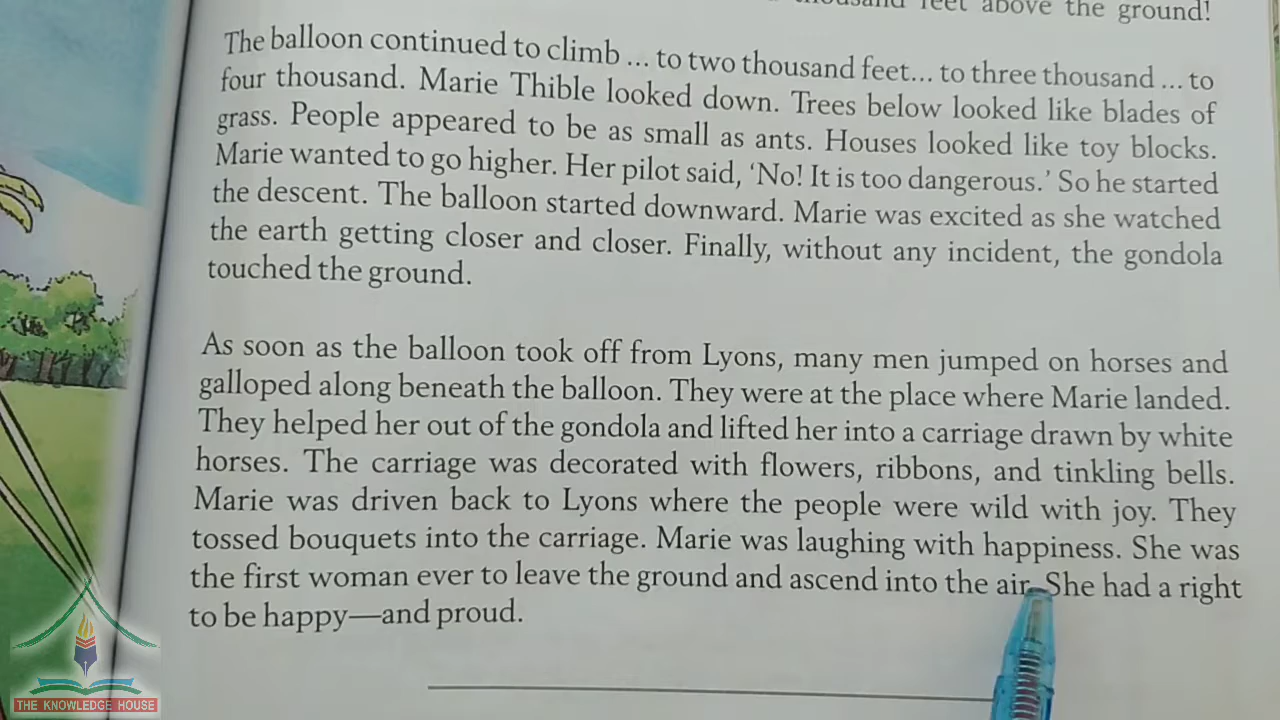 thousand feet above the ground!
The balloon continued to climb ... to two thousand feet... to three thousand ... to
four thousand. Marie Thible looked down. Trees below looked like blades of
grass. People appeared to be as small as ants. Houses looked like toy blocks.
Marie wanted to go higher. Her pilot said, ‘No! It is too dangerous.’ So he started
the descent. The balloon started downward. Marie was excited as she watched
the earth getting closer and closer. Finally, without any incident, the gondola
touched the ground.
As soon as the balloon took off from Lyons, many men jumped on horses and
galloped along beneath the balloon. They were at the place where Marie landed.
They helped her out of the gondola and lifted her into a carriage drawn by white
horses. The carriage was decorated with flowers, ribbons, and tinkling bells.
Marie was driven back to Lyons where the people were wild with joy. They
tossed bouquets into the carriage. Marie was laughing with happiness. She was
the first woman ever to leave the ground and ascend into the air. She had a right
to be happy—and proud.
THE KNOWLEDGE HOUSE